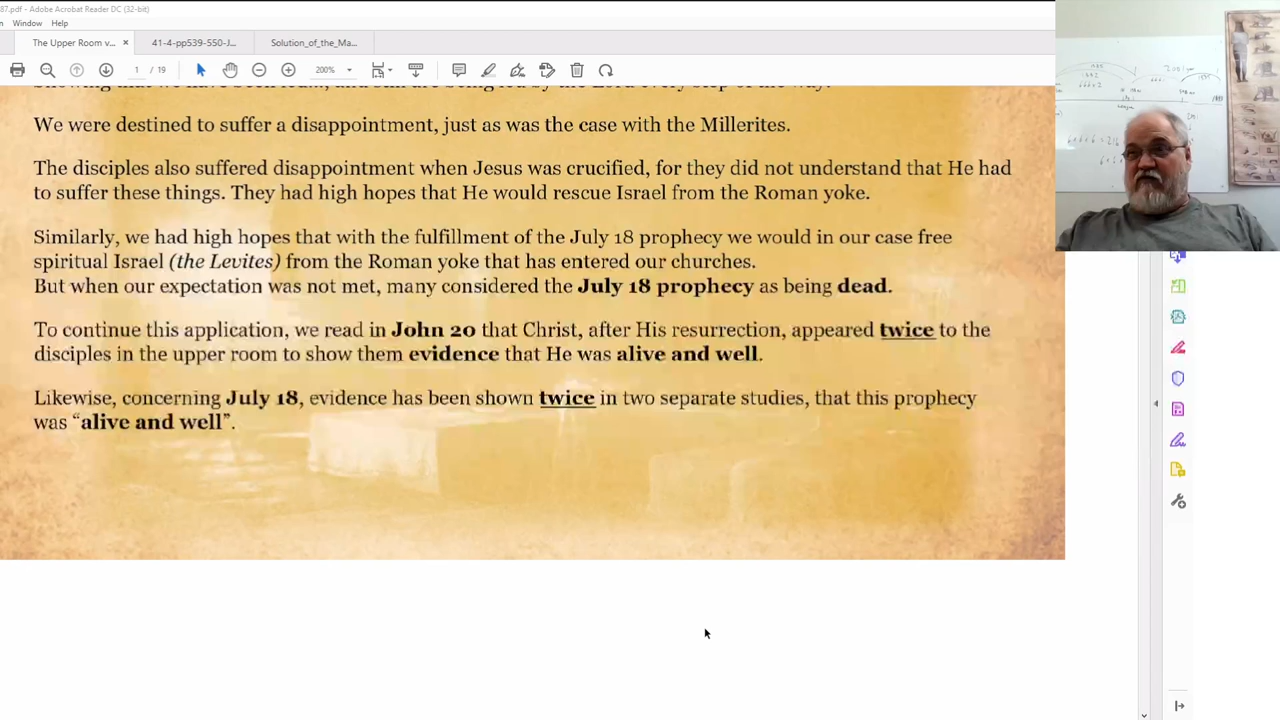 87.pdf - Adobe Acrobat Reader DC (32-bit)
Window Help
The Upper Room v... × 41-4-pp539-550-J... Solution_of_the_Ma...
1 / 19 200%
We were destined to suffer a disappointment, just as was the case with the Millerites.
The disciples also suffered disappointment when Jesus was crucified, for they did not understand that He had
to suffer these things. They had high hopes that He would rescue Israel from the Roman yoke.
Similarly, we had high hopes that with the fulfillment of the July 18 prophecy we would in our case free
spiritual Israel (the Levites) from the Roman yoke that has entered our churches.
But when our expectation was not met, many considered the July 18 prophecy as being dead.
To continue this application, we read in John 20 that Christ, after His resurrection, appeared twice to the
disciples in the upper room to show them evidence that He was alive and well.
Likewise, concerning July 18, evidence has been shown twice in two separate studies, that this prophecy
was “alive and well”.